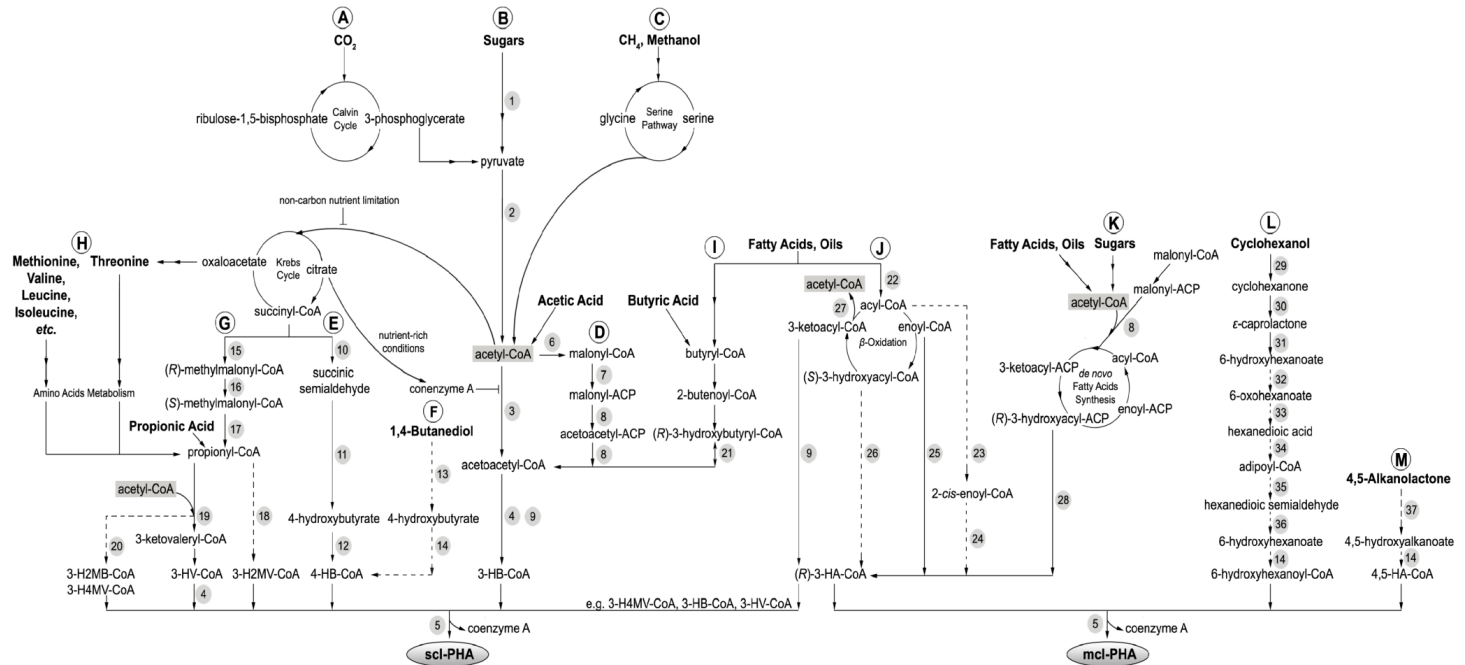 A
CO2
B
Sugars
C
CH4, Methanol
ribulose-1,5-bisphosphate
Calvin
Cycle
3-phosphoglycerate
1
glycine
Serine
Pathway
serine
pyruvate
non-carbon nutrient limitation
2
H
Methionine,
Valine,
Leucine,
Isoleucine,
etc.
Threonine
oxaloacetate
Krebs
Cycle
citrate
succinyl-CoA
G
E
nutrient-rich
conditions
Acetic Acid
D
acetyl-CoA
6
malonyl-CoA
7
malonyl-ACP
8
acetoacetyl-ACP
8
I
Fatty Acids, Oils
J
Butyric Acid
butyryl-CoA
2-butenoyl-CoA
(R)-3-hydroxybutyryl-CoA
21
22
acetyl-CoA
27
acyl-CoA
3-ketoacyl-CoA
enoyl-CoA
β-Oxidation
(S)-3-hydroxyacyl-CoA
K
Fatty Acids, Oils
Sugars
malonyl-CoA
malonyl-ACP
acetyl-CoA
8
3-ketoacyl-ACP
acyl-CoA
de novo
Fatty Acids
Synthesis
(R)-3-hydroxyacyl-ACP
enoyl-ACP
L
Cyclohexanol
29
cyclohexanone
30
ε-caprolactone
31
6-hydroxyhexanoate
32
6-oxohexanoate
33
hexanedioic acid
34
adipoyl-CoA
35
hexanedioic semialdehyde
36
6-hydroxyhexanoate
14
6-hydroxyhexanoyl-CoA
M
4,5-Alkanolactone
37
4,5-hydroxyalkanoate
14
4,5-HA-CoA
15
(R)-methylmalonyl-CoA
16
(S)-methylmalonyl-CoA
17
Amino Acids Metabolism
Propionic Acid
propionyl-CoA
10
succinic
semialdehyde
11
4-hydroxybutyrate
12
4-HB-CoA
conenzyme A
F
1,4-Butanediol
13
4-hydroxybutyrate
14
3
acetoacetyl-CoA
4
9
3-HB-CoA
acetyl-CoA
19
18
20
3-ketovaleryl-CoA
3-H2MB-CoA
3-H4MV-CoA
3-HV-CoA
4
3-H2MV-CoA
9
26
25
23
2-cis-enoyl-CoA
24
28
(R)-3-HA-CoA
e.g. 3-H4MV-CoA, 3-HB-CoA, 3-HV-CoA
5
coenzyme A
scl-PHA
5
coenzyme A
mcl-PHA